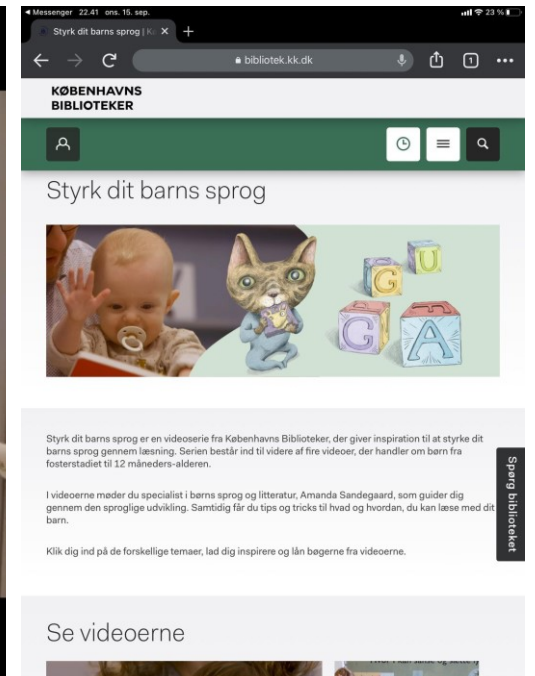 Messenger 22.41 ons. 15. sep.
23 %
Styrk dit barns sprog | Kø
bibliotek.kk.dk
1
KØBENHAVNS
BIBLIOTEKER
Styrk dit barns sprog
G
U
G
A
Styrk dit barns sprog er en videoserie fra Københavns Biblioteker, der giver inspiration til at styrke dit
barns sprog gennem læsning. Serien består ind til videre af fire videoer, der handler om børn fra
fosterstadiet til 12 måneders-alderen.
I videoerne møder du specialist i børns sprog og litteratur, Amanda Sandegaard, som guider dig
gennem den sproglige udvikling. Samtidig får du tips og tricks til hvad og hvordan, du kan læse med dit
barn.
Klik dig ind på de forskellige temaer, lad dig inspirere og lån bøgerne fra videoerne.
Spørg biblioteket
Se videoerne